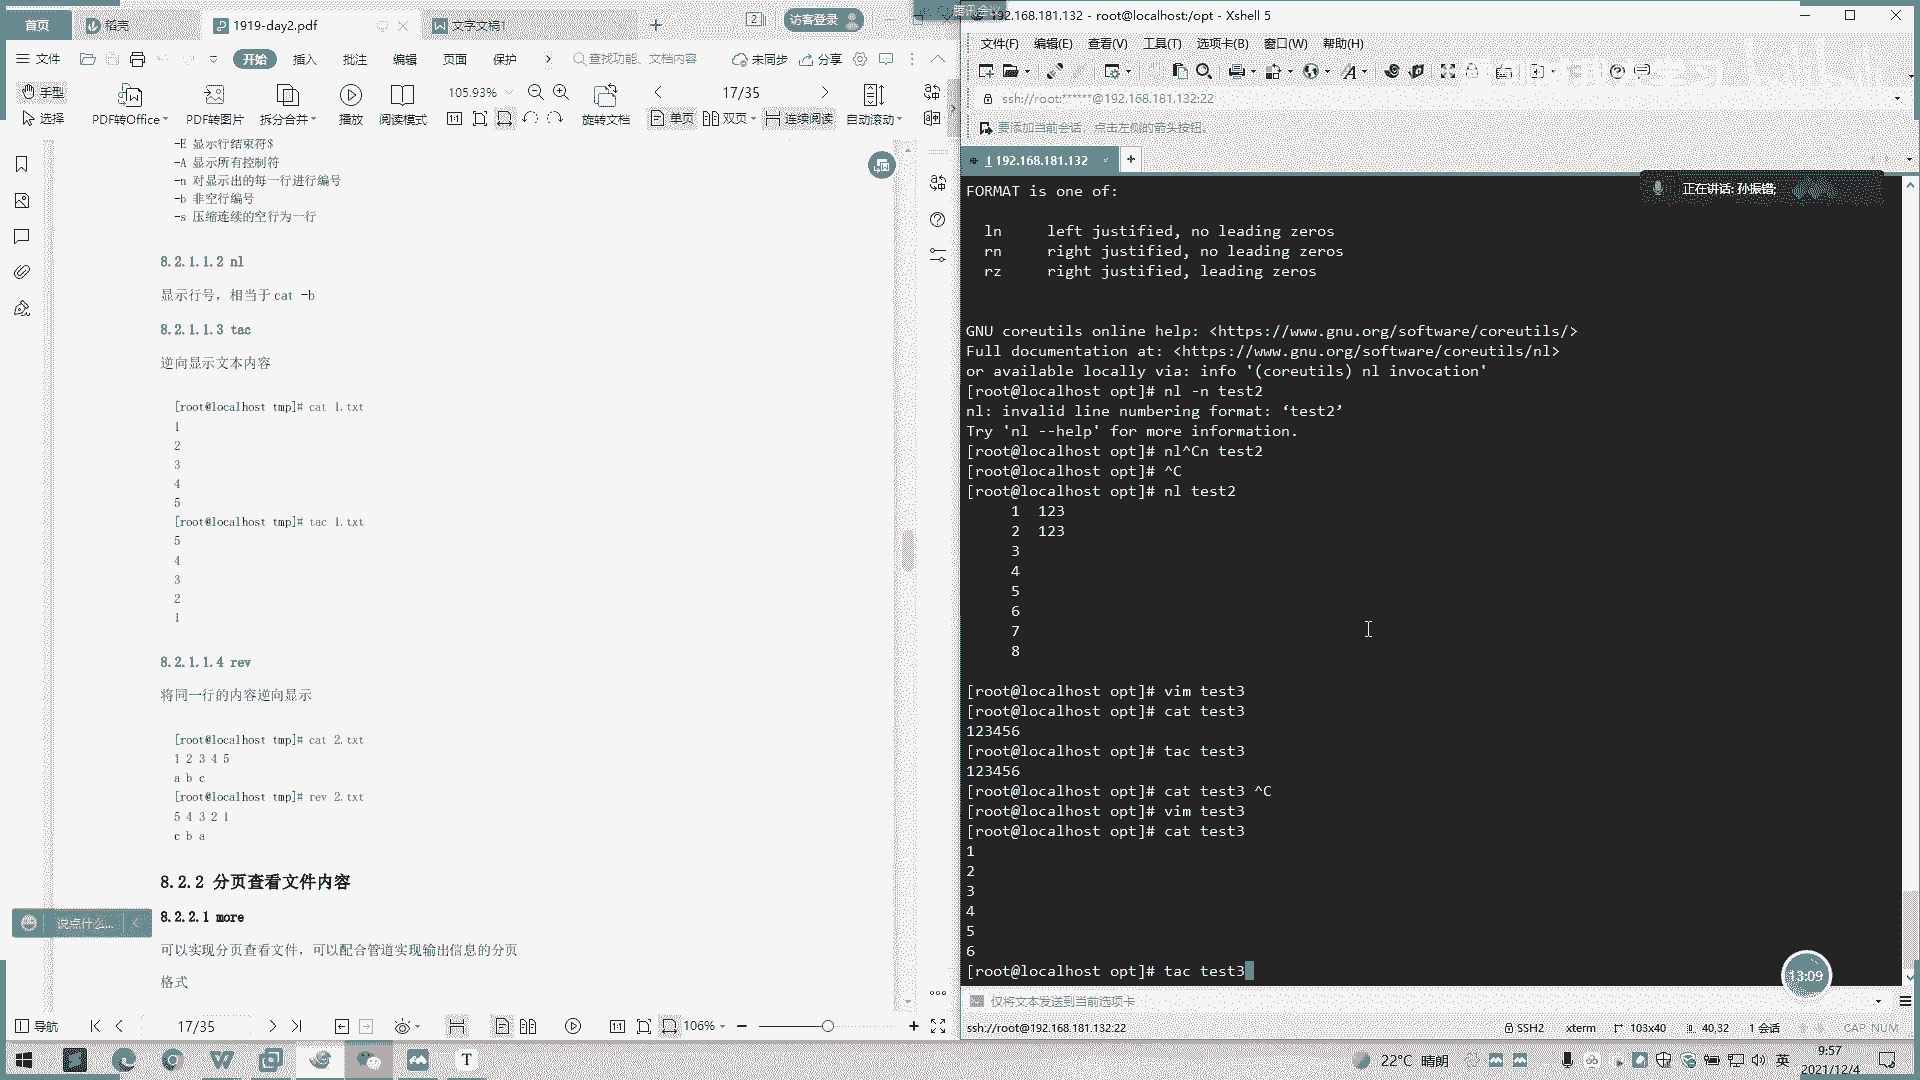 首页
稻壳
1919-day2.pdf
文字文稿1
2
访客登录
腾讯会议
192.168.181.132 - root@localhost:/opt - Xshell 5
文件
开始
插入
批注
编辑
页面
保护
查找功能、文档内容
未同步
分享
文件(F) 编辑(E) 查看(V) 工具(T) 选项卡(B) 窗口(W) 帮助(H)
手型
选择
PDF转Office
PDF转图片
拆分合并
播放
阅读模式
105.93%
旋转文档
17/35
单页
双页
连续阅读
自动滚动
ssh://root:******@192.168.181.132:22
要添加当前会话，点击左侧的箭头按钮。
1 192.168.181.132
正在讲话: 孙振错;
-E 显示行结束符$
-A 显示所有控制符
-n 对显示出的每一行进行编号
-b 非空行编号
-s 压缩连续的空行为一行
8.2.1.1.2 nl
显示行号，相当于cat -b
8.2.1.1.3 tac
逆向显示文本内容
[root@localhost tmp]# cat 1.txt
1
2
3
4
5
[root@localhost tmp]# tac 1.txt
5
4
3
2
1
8.2.1.1.4 rev
将同一行的内容逆向显示
[root@localhost tmp]# cat 2.txt
1 2 3 4 5
a b c
[root@localhost tmp]# rev 2.txt
5 4 3 2 1
c b a
8.2.2 分页查看文件内容
8.2.2.1 more
可以实现分页查看文件，可以配合管道实现输出信息的分页
格式
说点什么...
FORMAT is one of:
ln left justified, no leading zeros
rn right justified, no leading zeros
rz right justified, leading zeros
GNU coreutils online help: <https://www.gnu.org/software/coreutils/>
Full documentation at: <https://www.gnu.org/software/coreutils/nl>
or available locally via: info '(coreutils) nl invocation'
[root@localhost opt]# nl -n test2
nl: invalid line numbering format: ‘test2’
Try 'nl --help' for more information.
[root@localhost opt]# nl^Cn test2
[root@localhost opt]# ^C
[root@localhost opt]# nl test2
1 123
2 123
3
4
5
6
7
8
[root@localhost opt]# vim test3
[root@localhost opt]# cat test3
123456
[root@localhost opt]# tac test3
123456
[root@localhost opt]# cat test3 ^C
[root@localhost opt]# vim test3
[root@localhost opt]# cat test3
1
2
3
4
5
6
[root@localhost opt]# tac test3
13:09
仅将文本发送到当前选项卡
导航
17/35
106%
ssh://root@192.168.181.132:22
SSH2
xterm
103x40
40,32
1 会话
CAP NUM
22°C 晴朗
英
9:57
2021/12/4